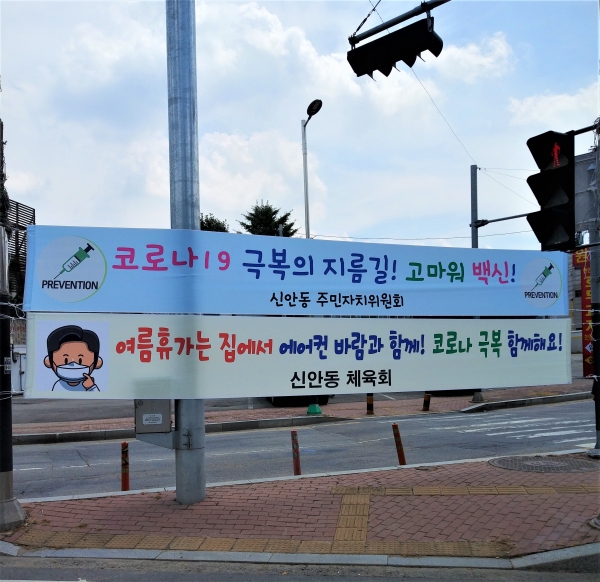 코로나19 극복의 지름길! 고마워 백신!
PREVENTION
PREVENTION
신안동 주민자치위원회
여름휴가는 집에서 에어컨 바람과 함께! 코로나 극복 함께해요!
신안동 체육회